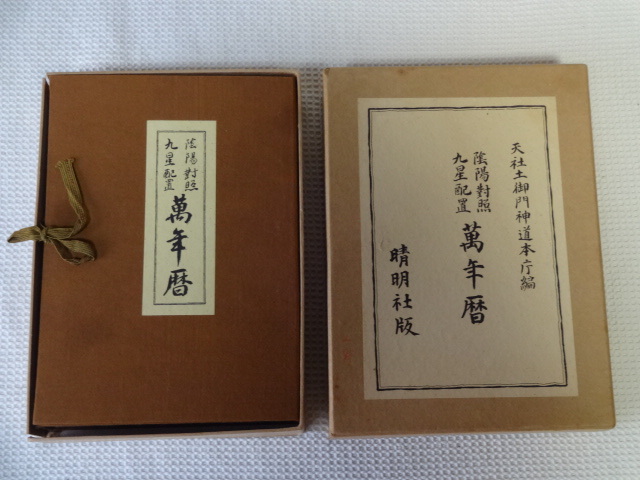 陰陽對照
九星配置
萬年暦
天社土御門神道本庁編
陰陽對照
九星配置
萬年暦
晴明社版